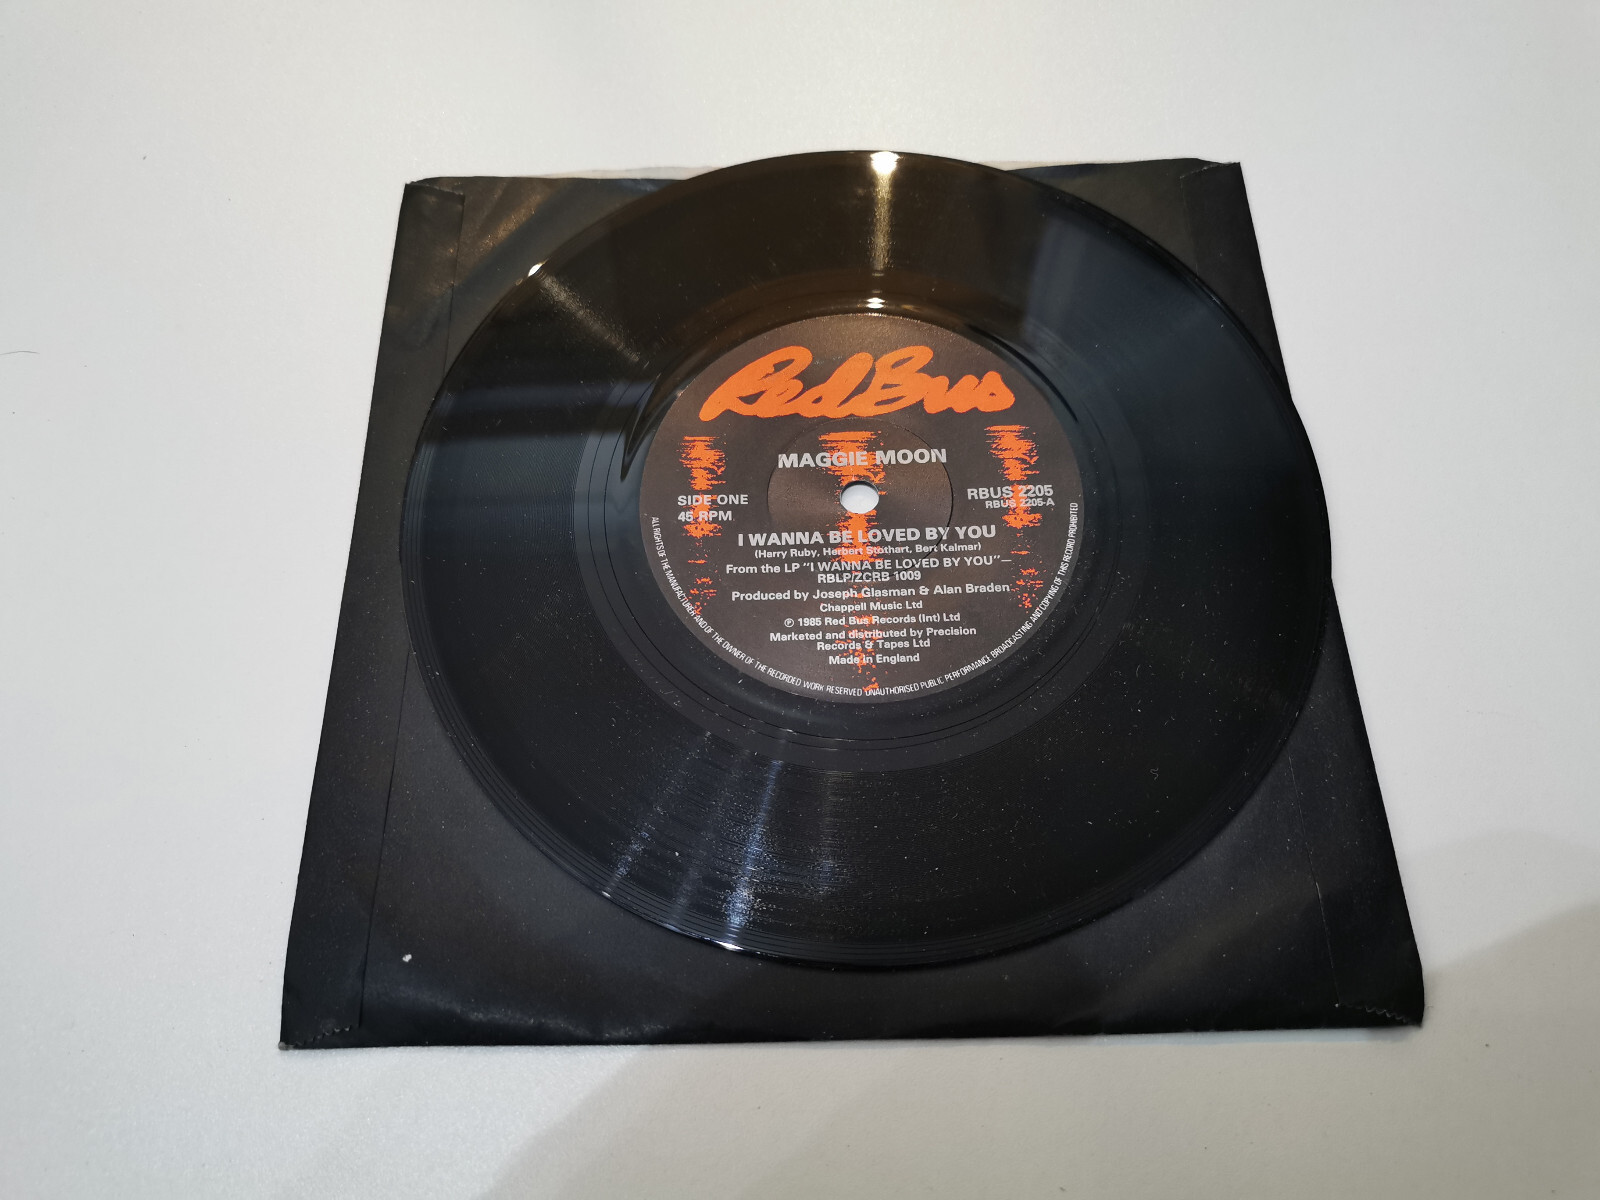 Red Bus
MAGGIE MOON
SIDE ONE
45 RPM
RBUS 2205
RBUS 2205-A
I WANNA BE LOVED BY YOU
(Harry Ruby, Herbert Stothart, Bert Kalmar)
From the LP "I WANNA BE LOVED BY YOU"—
RBLP/ZCRB 1009
Produced by Joseph Glasman & Alan Braden
Chappell Music Ltd
℗ 1985 Red Bus Records (Int) Ltd
Marketed and distributed by Precision
Records & Tapes Ltd
Made in England
ALL RIGHTS OF THE MANUFACTURER AND OF THE OWNER OF THE RECORDED WORK RESERVED UNAUTHORISED PUBLIC PERFORMANCE BROADCASTING AND COPYING OF THIS RECORD PROHIBITED